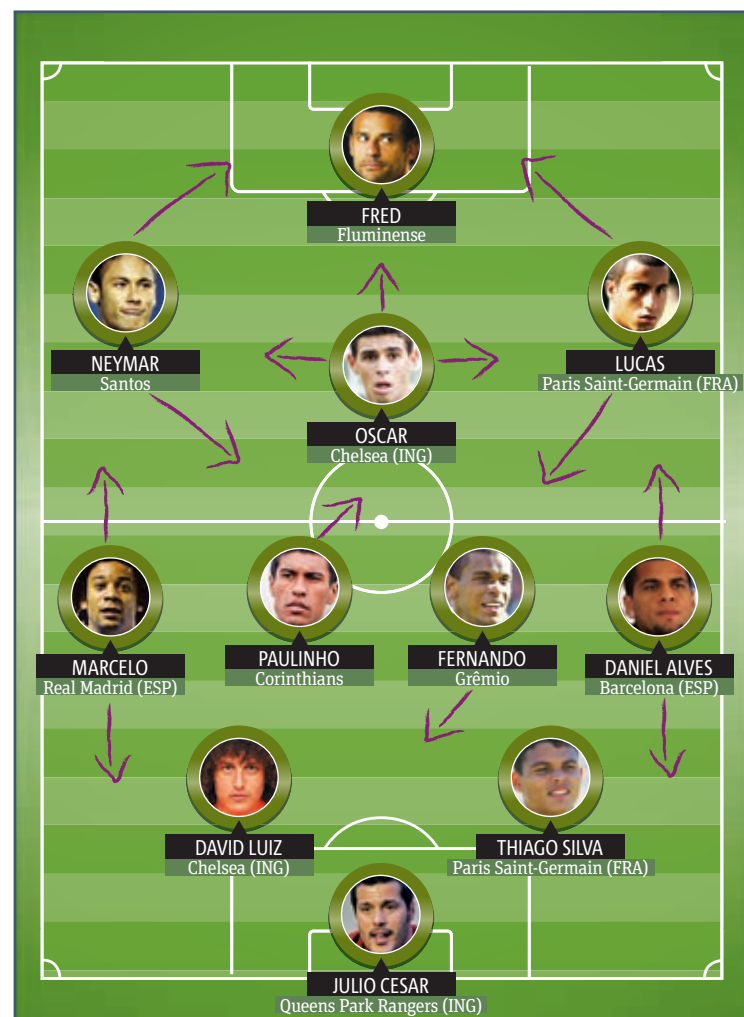 FRED
Fluminense
NEYMAR
Santos
LUCAS
Paris Saint-Germain (FRA)
OSCAR
Chelsea (ING)
MARCELO
Real Madrid (ESP)
PAULINHO
Corinthians
FERNANDO
Grêmio
DANIEL ALVES
Barcelona (ESP)
DAVID LUIZ
Chelsea (ING)
THIAGO SILVA
Paris Saint-Germain (FRA)
JULIO CESAR
Queens Park Rangers (ING)